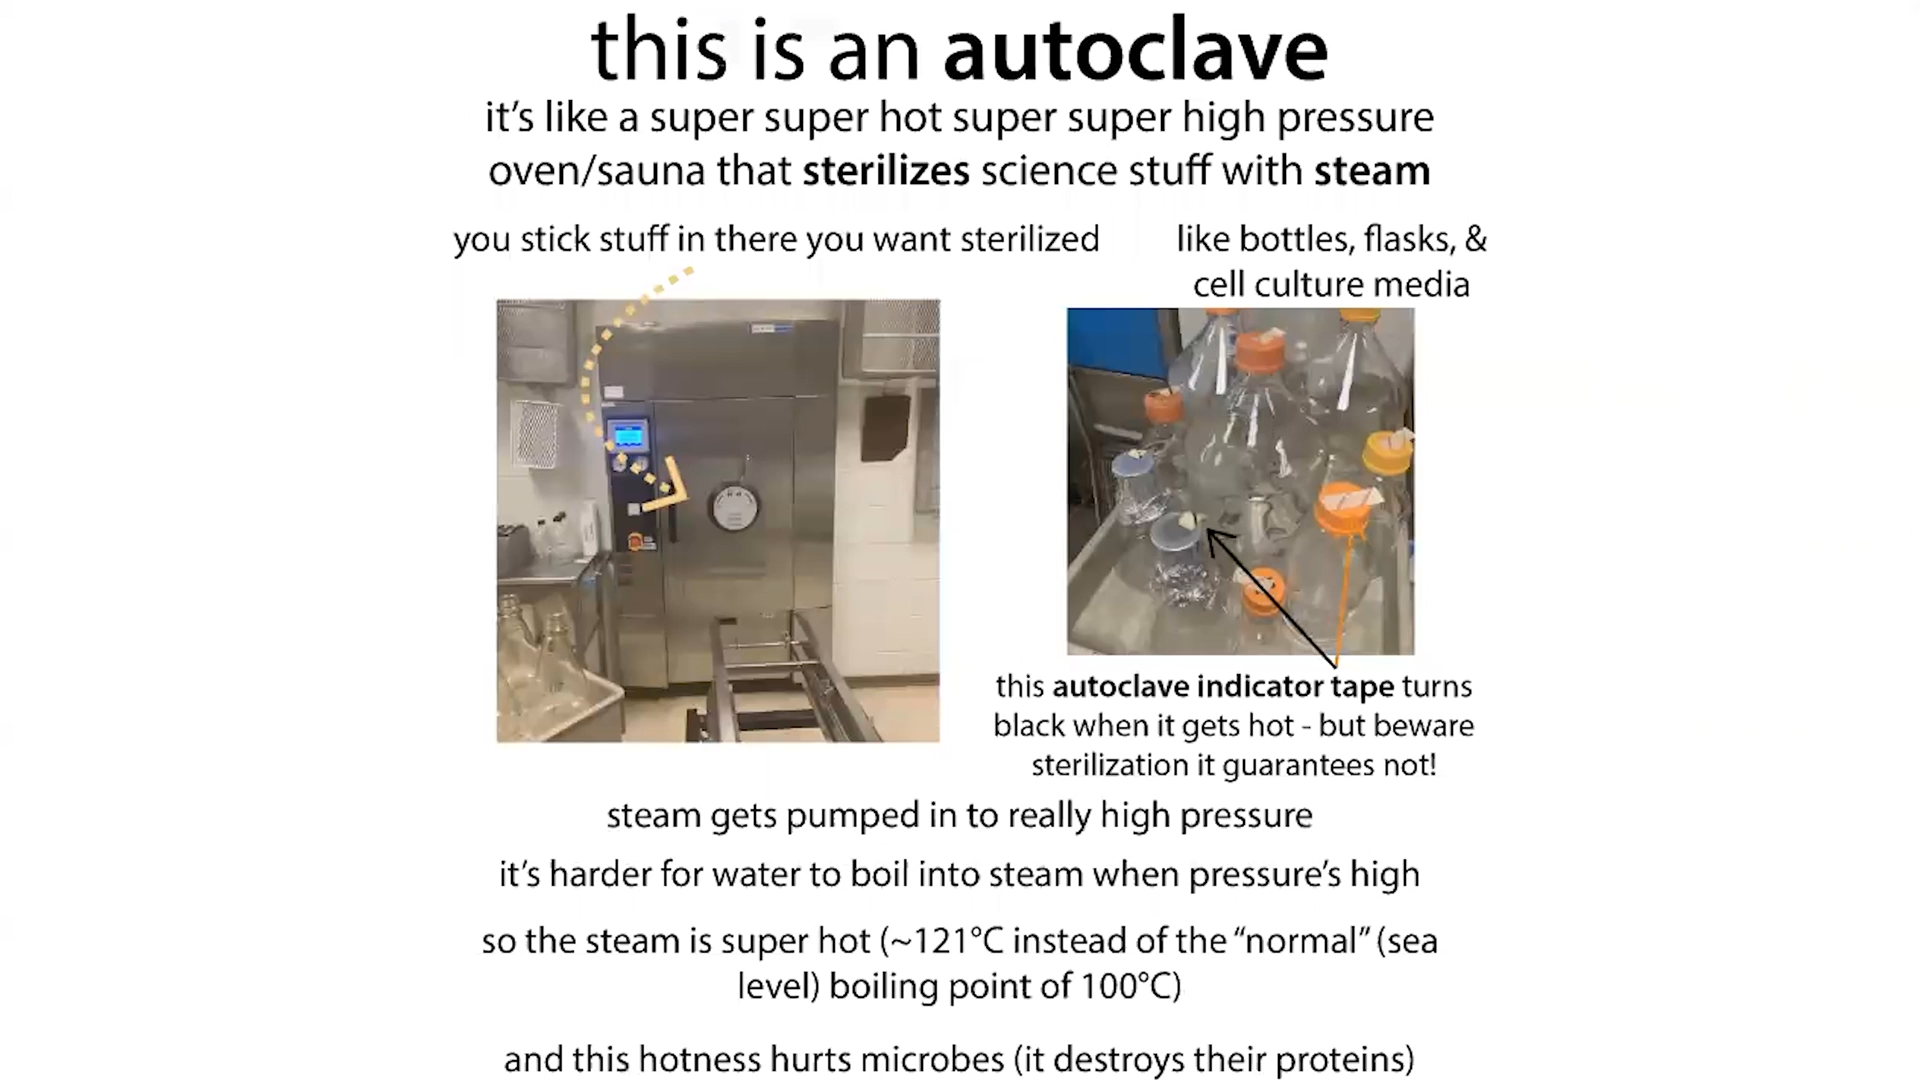 this is an autoclave
it’s like a super super hot super super high pressure
oven/sauna that sterilizes science stuff with steam
you stick stuff in there you want sterilized
like bottles, flasks, &
cell culture media
this autoclave indicator tape turns
black when it gets hot - but beware
sterilization it guarantees not!
steam gets pumped in to really high pressure
it’s harder for water to boil into steam when pressure’s high
so the steam is super hot (~121°C instead of the “normal” (sea
level) boiling point of 100°C)
and this hotness hurts microbes (it destroys their proteins)